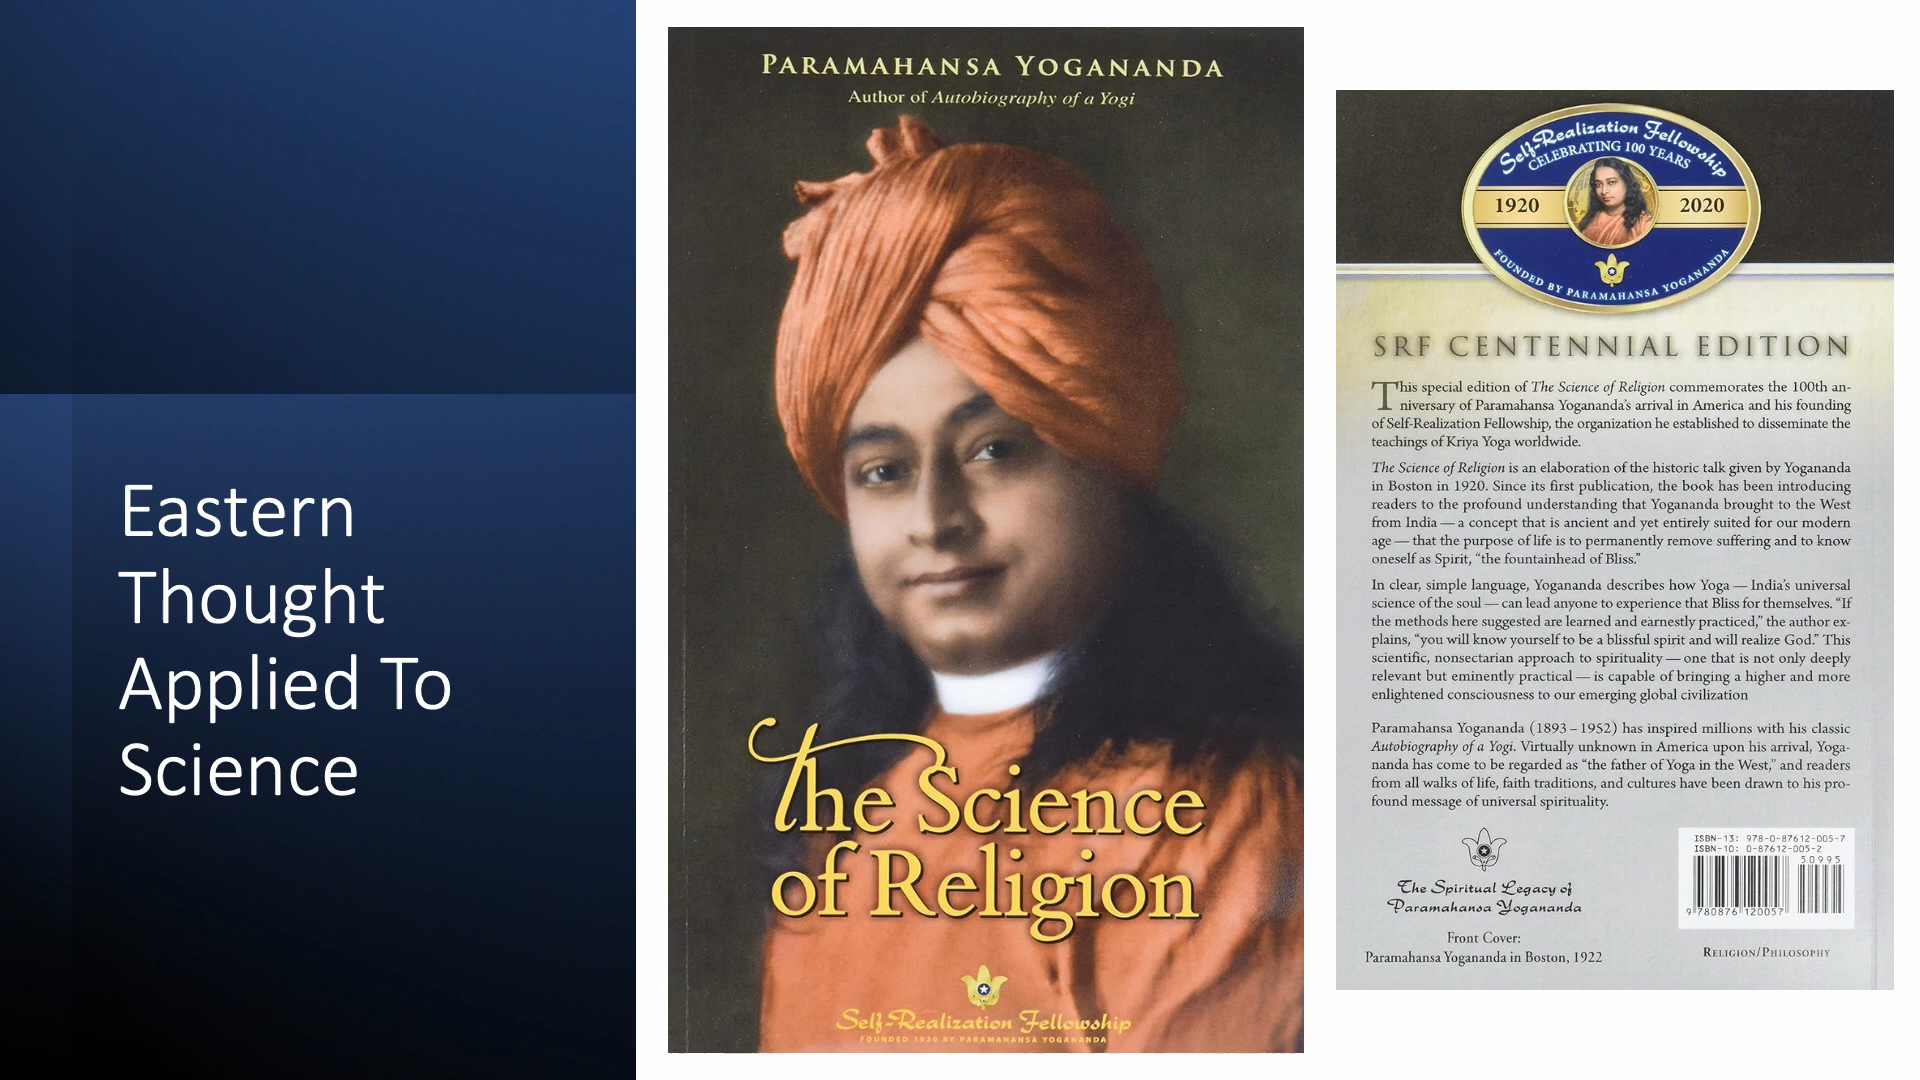 Eastern
Thought
Applied To
Science
PARAMAHANSA YOGANANDA
Author of Autobiography of a Yogi
The Science
of Religion
Self-Realization Fellowship
FOUNDED 1920 BY PARAMAHANSA YOGANANDA
Self-Realization Fellowship
CELEBRATING 100 YEARS
1920 2020
FOUNDED BY PARAMAHANSA YOGANANDA
SRF CENTENNIAL EDITION
This special edition of The Science of Religion commemorates the 100th an-
niversary of Paramahansa Yogananda's arrival in America and his founding
of Self-Realization Fellowship, the organization he established to disseminate the
teachings of Kriya Yoga worldwide.
The Science of Religion is an elaboration of the historic talk given by Yogananda
in Boston in 1920. Since its first publication, the book has been introducing
readers to the profound understanding that Yogananda brought to the West
from India — a concept that is ancient and yet entirely suited for our modern
age — that the purpose of life is to permanently remove suffering and to know
oneself as Spirit, "the fountainhead of Bliss."
In clear, simple language, Yogananda describes how Yoga — India's universal
science of the soul — can lead anyone to experience that Bliss for themselves. "If
the methods here suggested are learned and earnestly practiced," the author ex-
plains, "you will know yourself to be a blissful spirit and will realize God." This
scientific, nonsectarian approach to spirituality — one that is not only deeply
relevant but eminently practical — is capable of bringing a higher and more
enlightened consciousness to our emerging global civilization
Paramahansa Yogananda (1893 – 1952) has inspired millions with his classic
Autobiography of a Yogi. Virtually unknown in America upon his arrival, Yoga-
nanda has come to be regarded as "the father of Yoga in the West," and readers
from all walks of life, faith traditions, and cultures have been drawn to his pro-
found message of universal spirituality.
The Spiritual Legacy of
Paramahansa Yogananda
Front Cover:
Paramahansa Yogananda in Boston, 1922
ISBN-13: 978-0-87612-005-7
ISBN-10: 0-87612-005-2
50995
9 780876 120057
RELIGION/PHILOSOPHY